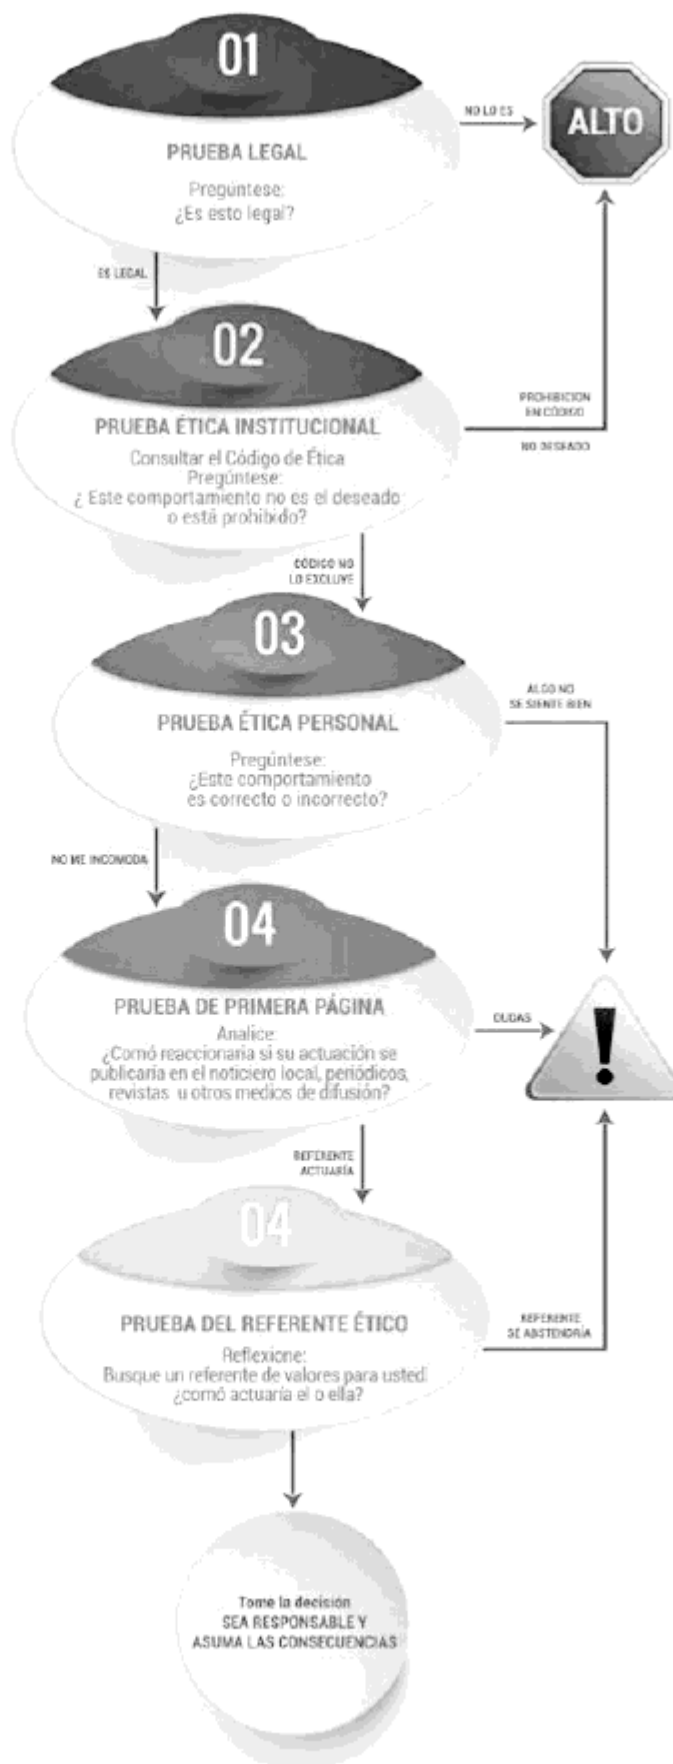 01
PRUEBA LEGAL
Pregúntese:
¿Es esto legal?
NO LO ES
ALTO
ES LEGAL
02
PRUEBA ÉTICA INSTITUCIONAL
Consultar el Código de Ética
Pregúntese:
¿ Este comportamiento no es el deseado
o está prohibido?
PROHIBICION
EN CÓDIGO
NO DESEADO
CÓDIGO NO
LO EXCLUYE
03
PRUEBA ÉTICA PERSONAL
Pregúntese:
¿Este comportamiento
es correcto o incorrecto?
ALGO NO
SE SIENTE BIEN
NO ME INCOMODA
04
PRUEBA DE PRIMERA PÁGINA
Analice:
¿Comó reaccionaria si su actuación se
publicaria en el noticiero local, periódicos,
revistas u otros medios de difusión?
DUDAS
!
REFERENTE
ACTUARÍA
04
PRUEBA DEL REFERENTE ÉTICO
Reflexione:
Busque un referente de valores para usted
¿comó actuaría el o ella?
REFERENTE
SE ABSTENDRÍA
Tome la decisión
SEA RESPONSABLE Y
ASUMA LAS CONSECUENCIAS